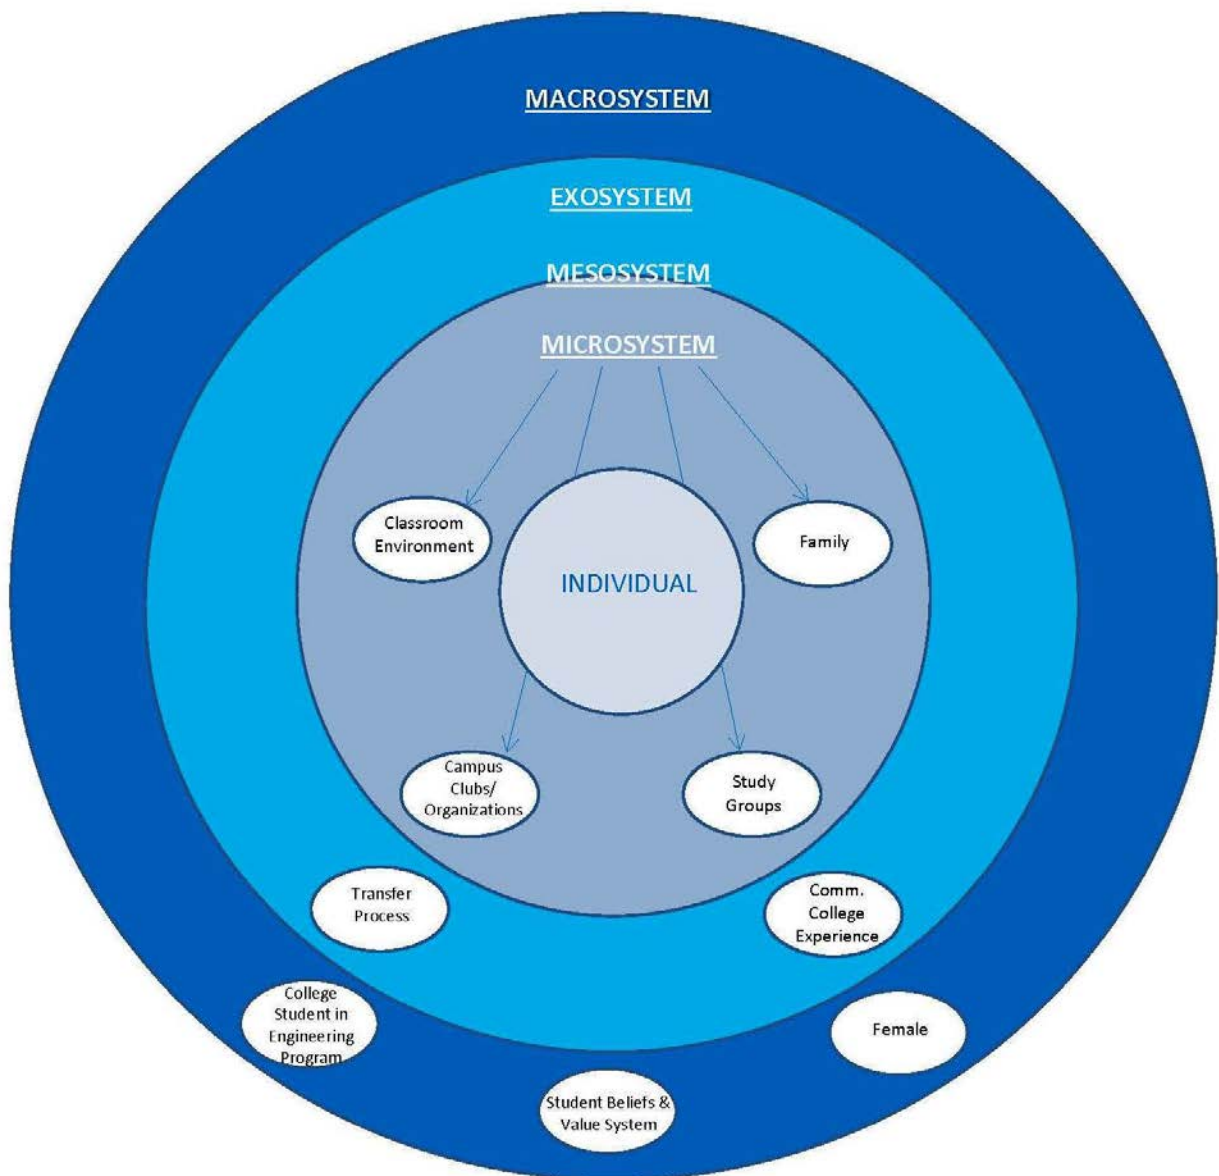 MACROSYSTEM
EXOSYSTEM
MESOSYSTEM
MICROSYSTEM
Classroom
Environment
Family
INDIVIDUAL
Campus
Clubs/
Organizations
Study
Groups
Transfer
Process
Comm.
College
Experience
College
Student in
Engineering
Program
Female
Student Beliefs &
Value System